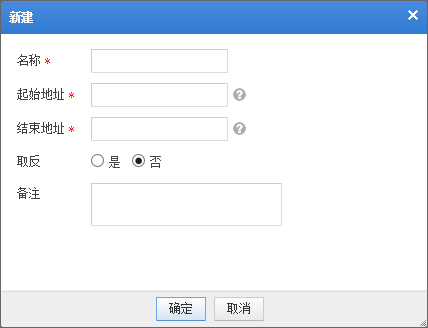 新建
名称 *
起始地址 *
结束地址 *
取反 是 否
备注
确定 取消